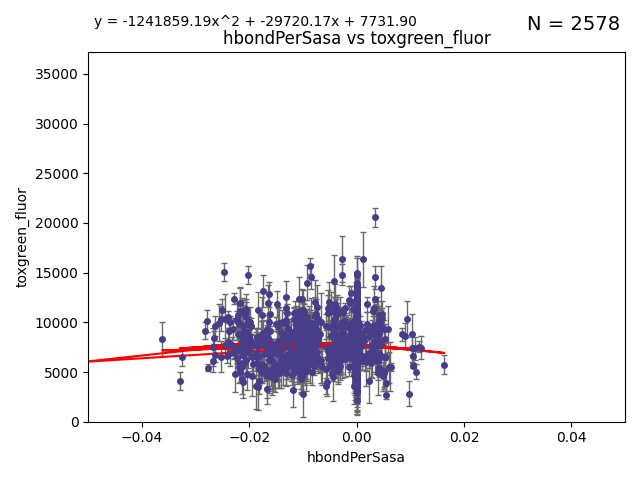 y = -1241859.19x^2 + -29720.17x + 7731.90
N = 2578
hbondPerSasa vs toxgreen_fluor
35000
30000
25000
20000
15000
10000
5000
0
toxgreen_fluor
−0.04
−0.02
0.00
0.02
0.04
hbondPerSasa